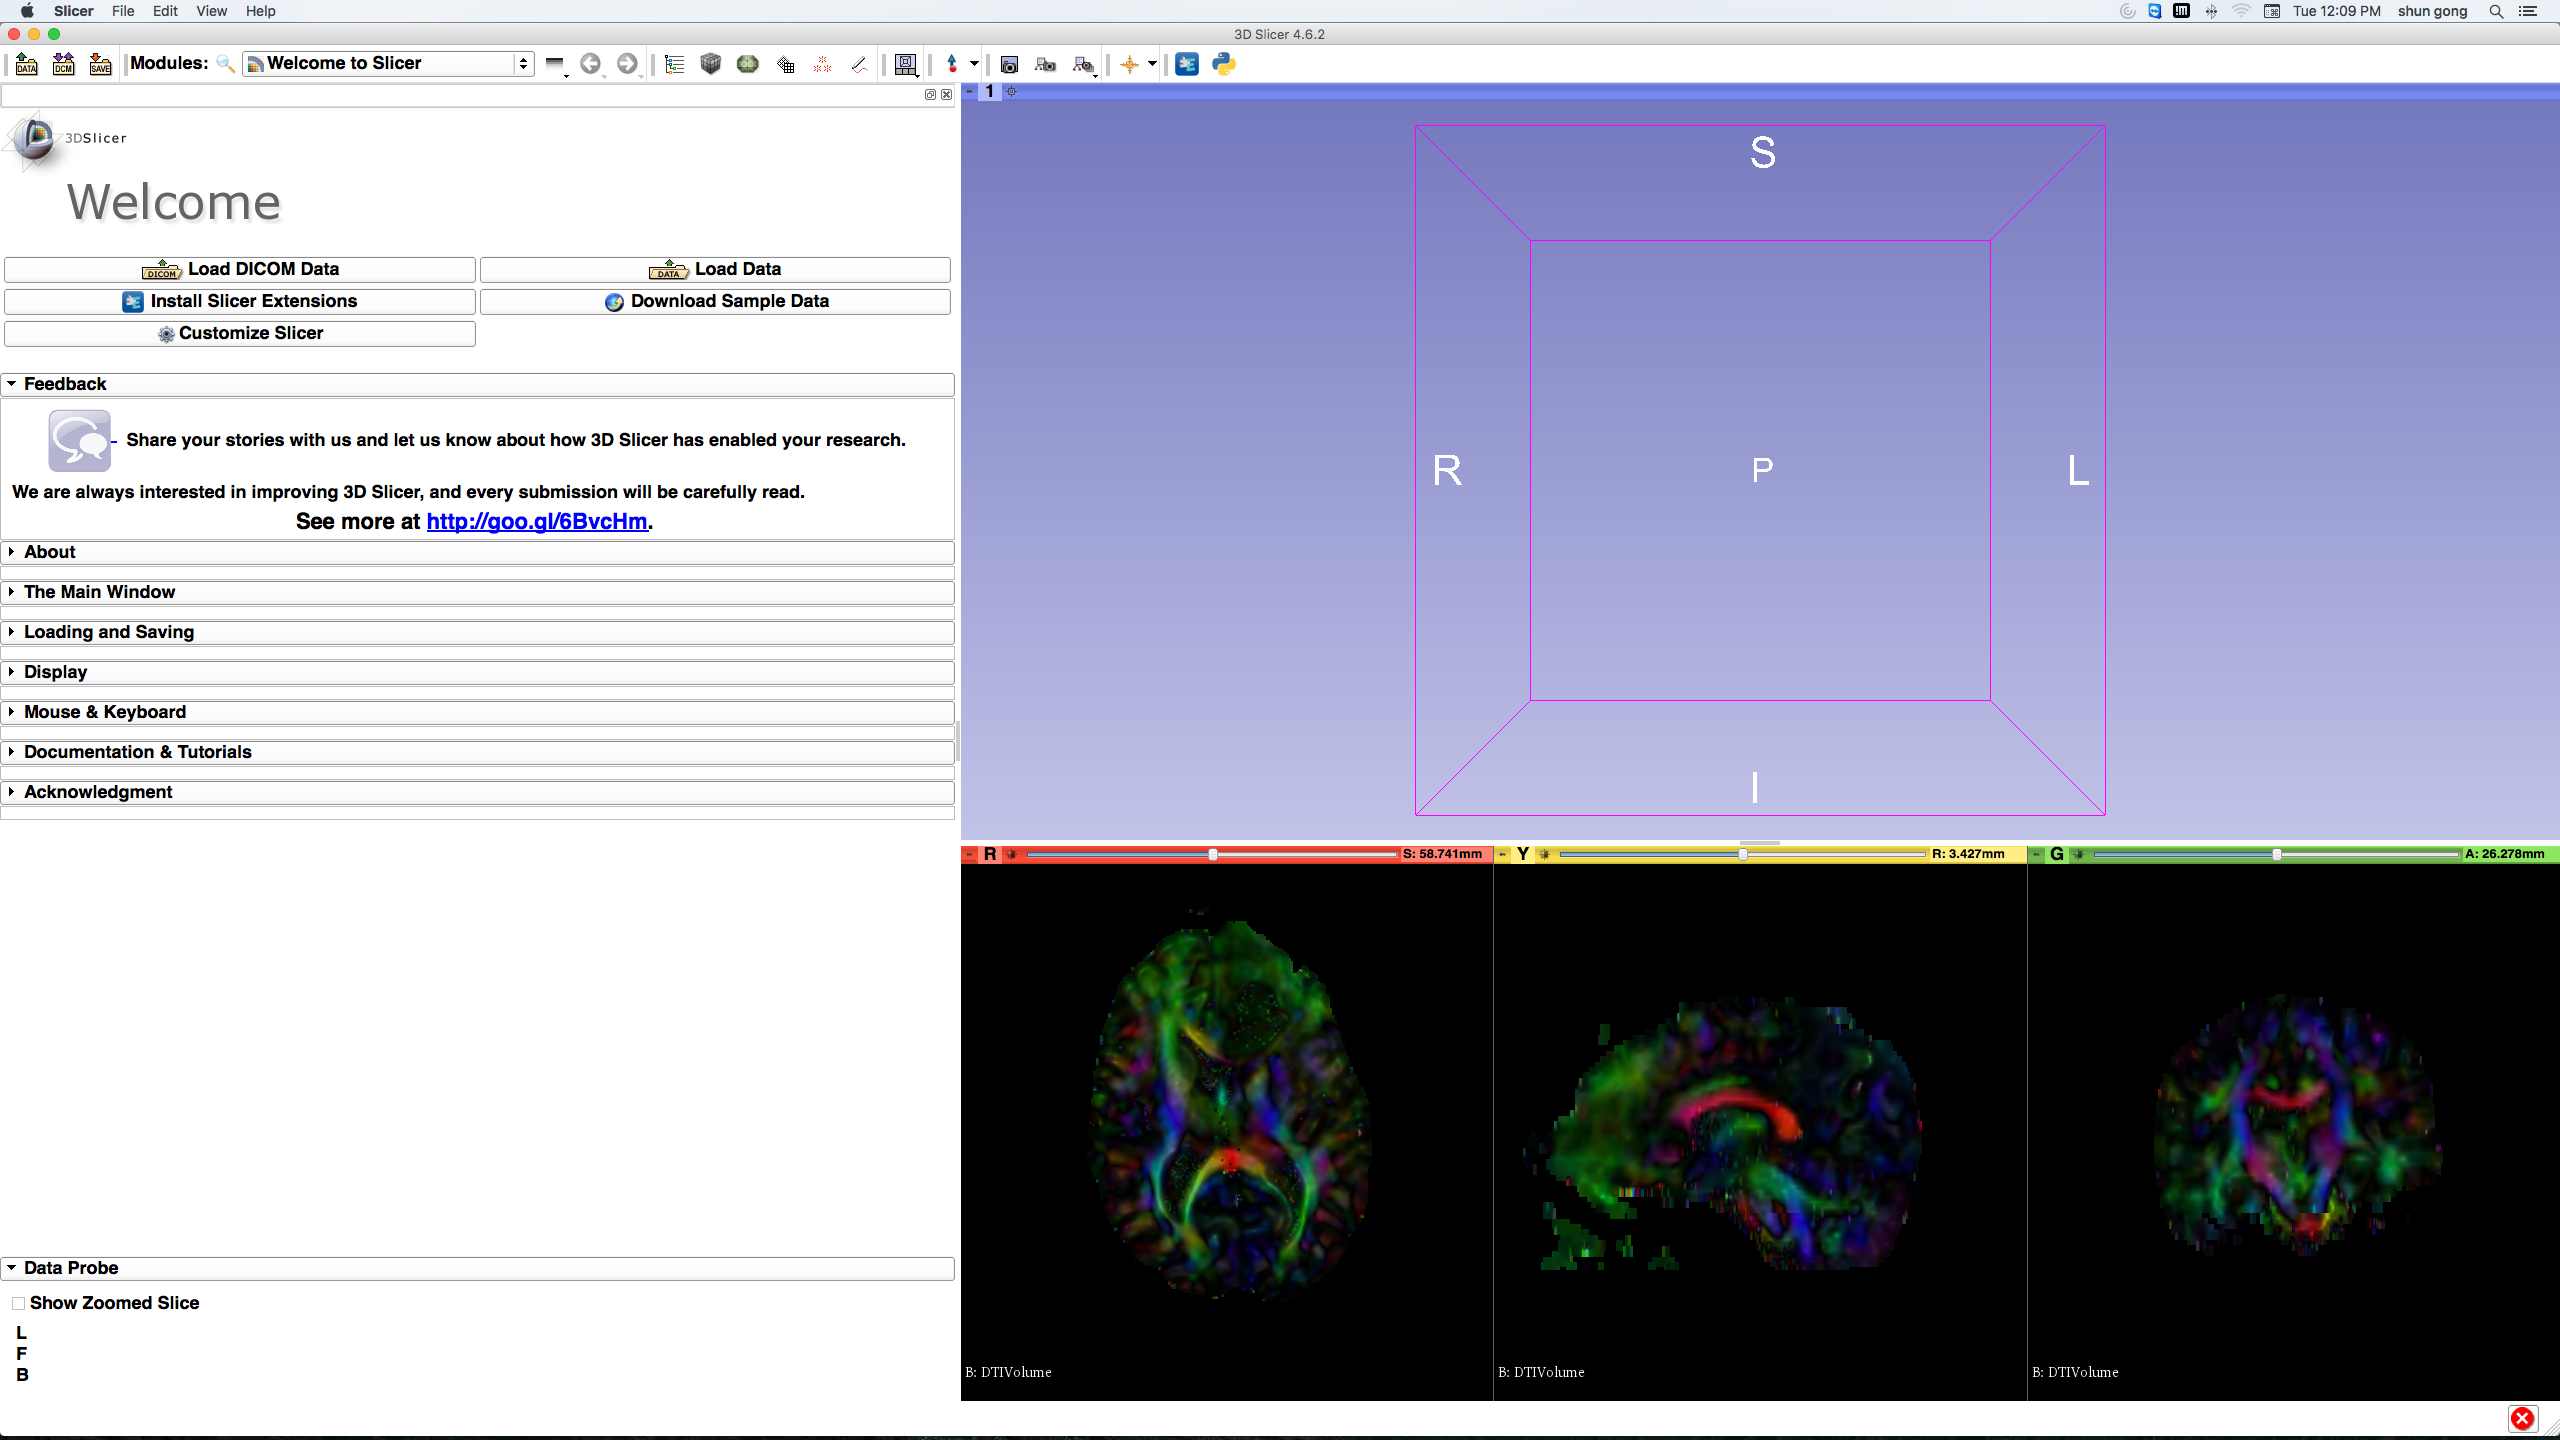 Slicer File Edit View Help
Tue 12:09 PM shun gong
3D Slicer 4.6.2
DATA DCM SAVE Modules: Welcome to Slicer
1
3DSlicer
Welcome
DICOM Load DICOM Data
DATA Load Data
Install Slicer Extensions
Download Sample Data
Customize Slicer
Feedback
Share your stories with us and let us know about how 3D Slicer has enabled your research.
We are always interested in improving 3D Slicer, and every submission will be carefully read.
See more at http://goo.gl/6BvcHm.
About
The Main Window
Loading and Saving
Display
Mouse & Keyboard
Documentation & Tutorials
Acknowledgment
Data Probe
Show Zoomed Slice
L
F
B
S
R
P
L
I
R S: 58.741mm
Y R: 3.427mm
G A: 26.278mm
B: DTIVolume
B: DTIVolume
B: DTIVolume